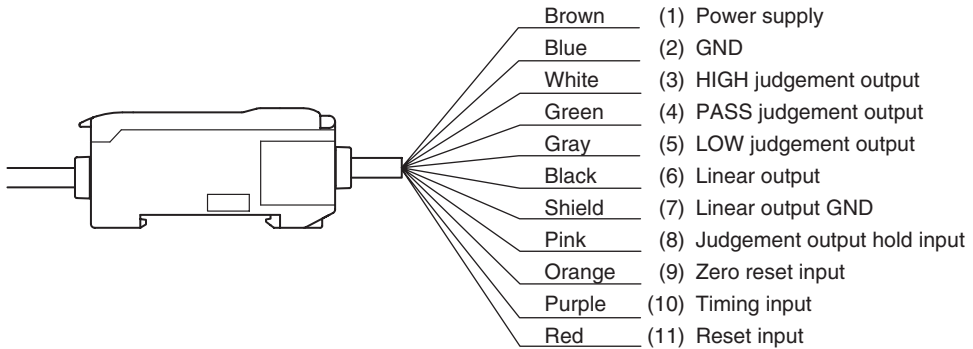 Brown (1) Power supply
Blue (2) GND
White (3) HIGH judgement output
Green (4) PASS judgement output
Gray (5) LOW judgement output
Black (6) Linear output
Shield (7) Linear output GND
Pink (8) Judgement output hold input
Orange (9) Zero reset input
Purple (10) Timing input
Red (11) Reset input